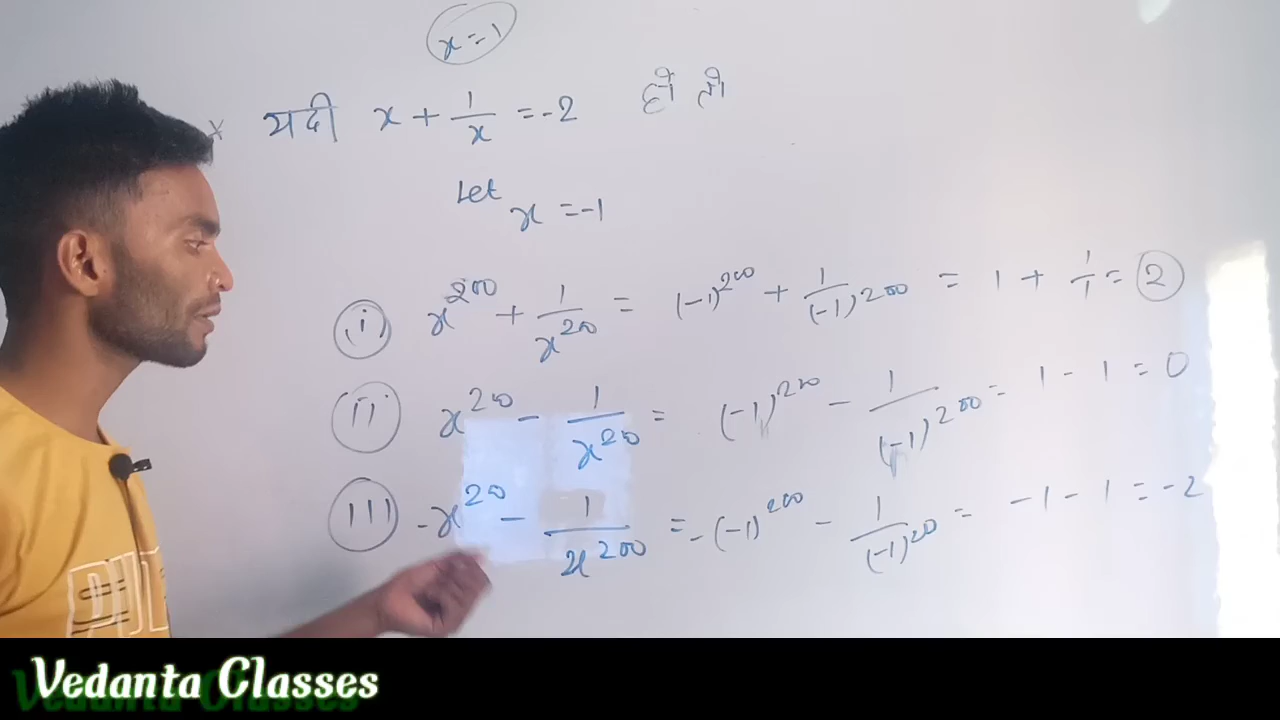 x = 1
* यदी x + 1/x = -2 हो तो
Let x = -1
(i) x^200 + 1/x^200 = (-1)^200 + 1/(-1)^200 = 1 + 1/1 = 2
(ii) x^200 - 1/x^200 = (-1)^200 - 1/(-1)^200 = 1 - 1 = 0
(iii) -x^200 - 1/x^200 = -(-1)^200 - 1/(-1)^200 = -1 - 1 = -2
Vedanta Classes